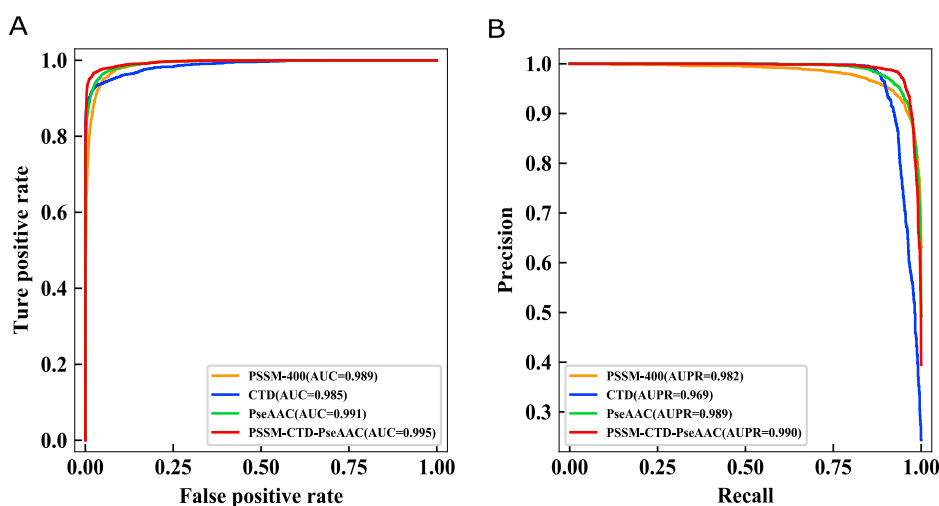 A
1.0
0.8
0.6
0.4
0.2
0.0
Ture positive rate
0.00 0.25 0.50 0.75 1.00
False positive rate
PSSM-400(AUC=0.989)
CTD(AUC=0.985)
PseAAC(AUC=0.991)
PSSM-CTD-PseAAC(AUC=0.995)
B
1.0
0.9
0.8
0.7
0.6
0.5
0.4
0.3
Precision
0.00 0.25 0.50 0.75 1.00
Recall
PSSM-400(AUPR=0.982)
CTD(AUPR=0.969)
PseAAC(AUPR=0.989)
PSSM-CTD-PseAAC(AUPR=0.990)